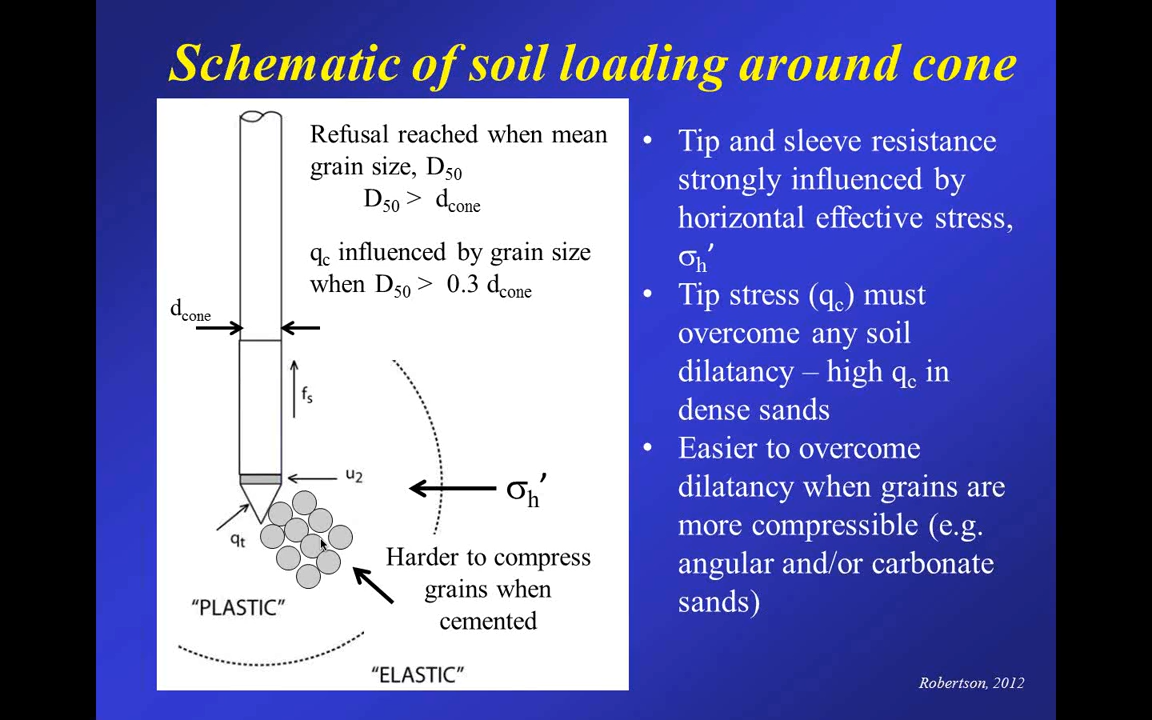 Schematic of soil loading around cone
Refusal reached when mean
grain size, D50
D50 > dcone
qc influenced by grain size
when D50 > 0.3 dcone
dcone
fs
u2
σh’
qt
Harder to compress
grains when
cemented
“PLASTIC”
“ELASTIC”
• Tip and sleeve resistance
strongly influenced by
horizontal effective stress,
σh’
• Tip stress (qc) must
overcome any soil
dilatancy – high qc in
dense sands
• Easier to overcome
dilatancy when grains are
more compressible (e.g.
angular and/or carbonate
sands)
Robertson, 2012